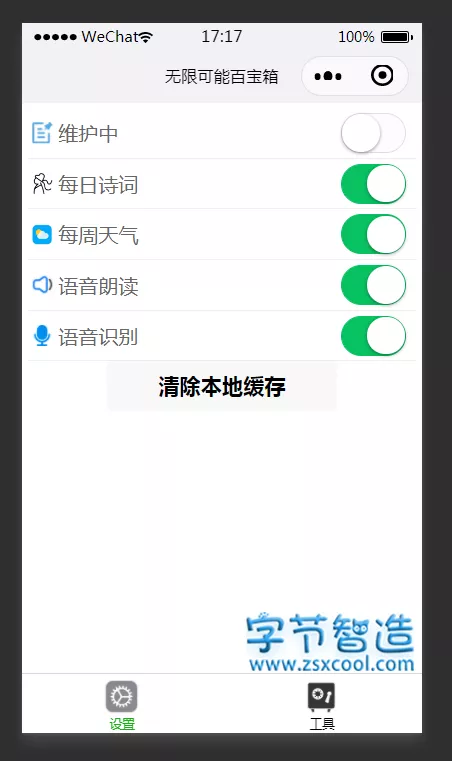 WeChat 17:17 100%
无限可能百宝箱
维护中
每日诗词
每周天气
语音朗读
语音识别
清除本地缓存
字节智造
www.zsxcool.com
设置 工具